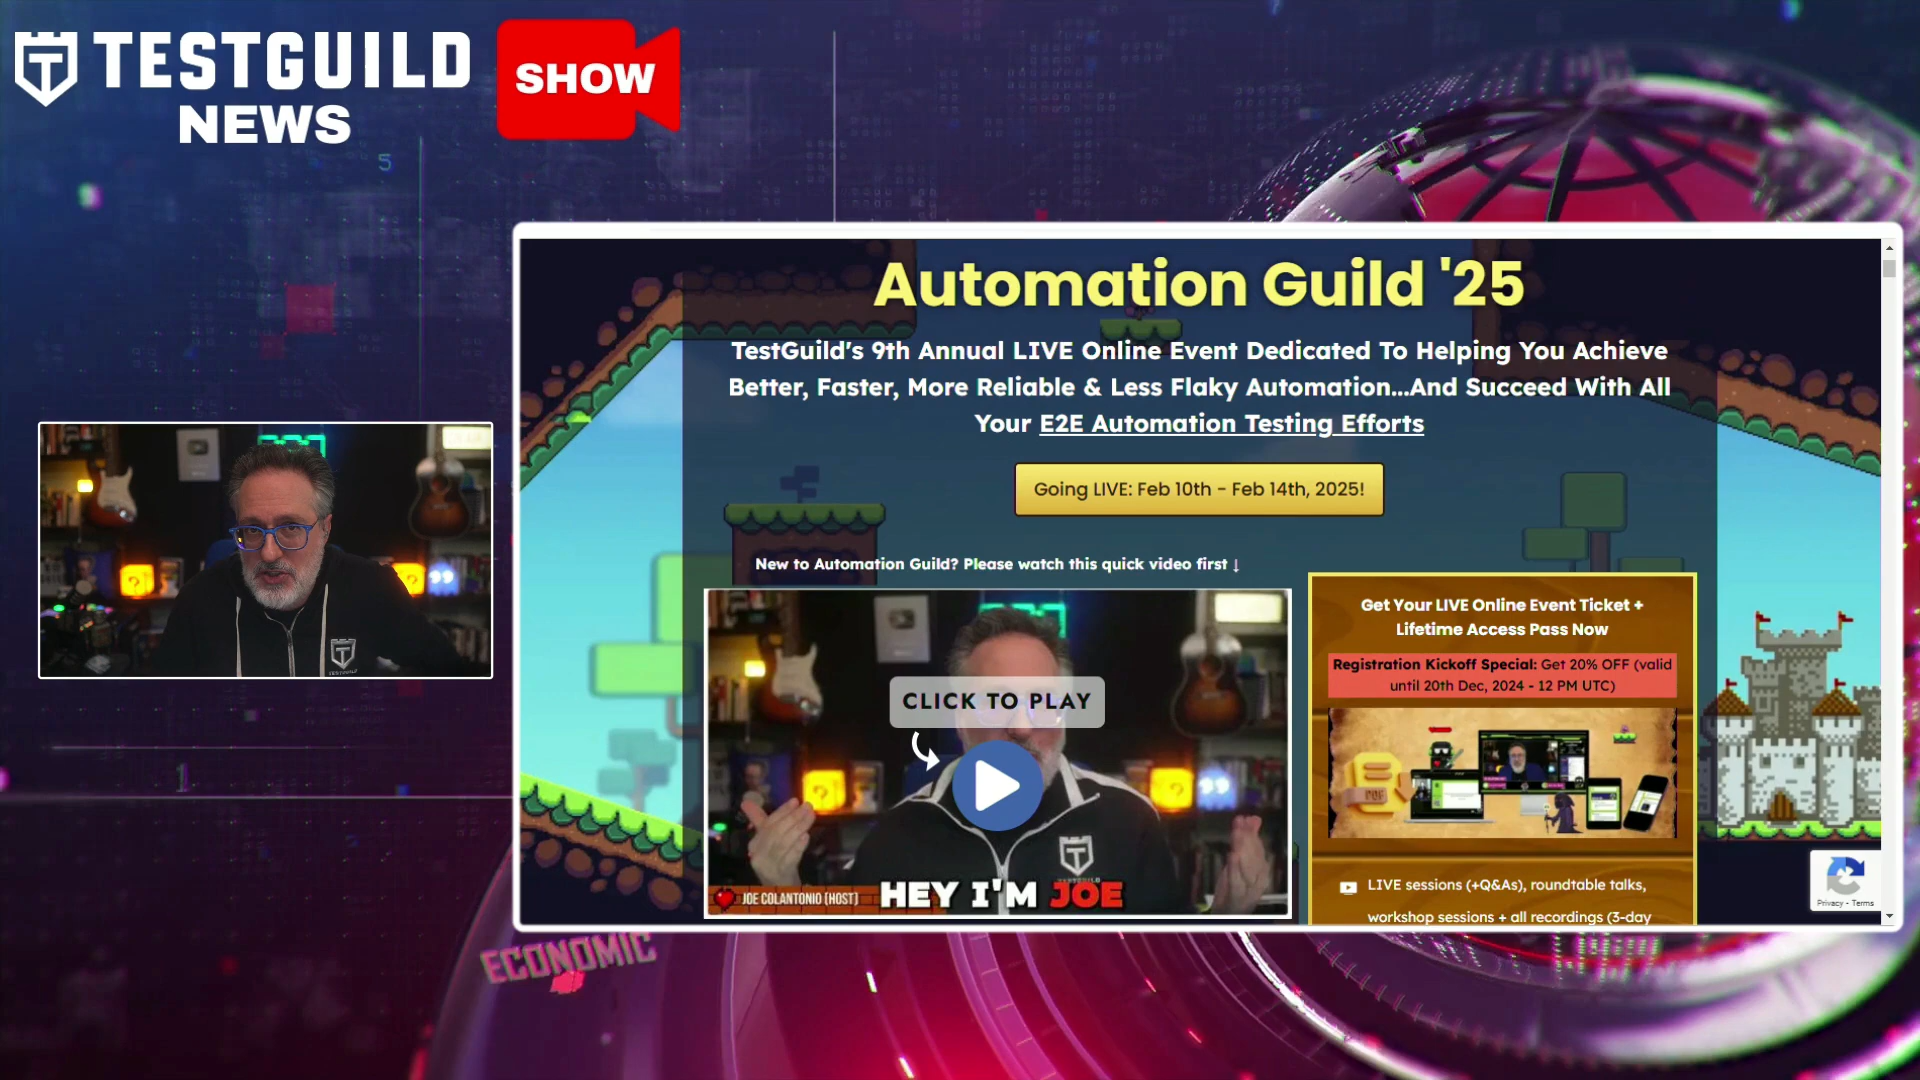 TESTGUILD
NEWS
SHOW
5
Automation Guild '25
TestGuild's 9th Annual LIVE Online Event Dedicated To Helping You Achieve
Better, Faster, More Reliable & Less Flaky Automation...And Succeed With All
Your E2E Automation Testing Efforts
Going LIVE: Feb 10th - Feb 14th, 2025!
New to Automation Guild? Please watch this quick video first ↓
CLICK TO PLAY
JOE COLANTONIO (HOST)
HEY I'M JOE
Get Your LIVE Online Event Ticket +
Lifetime Access Pass Now
Registration Kickoff Special: Get 20% OFF (valid
until 20th Dec, 2024 - 12 PM UTC)
PDF
LIVE sessions (+Q&As), roundtable talks,
workshop sessions + all recordings (3-day
Privacy - Terms
1
ECONOMIC